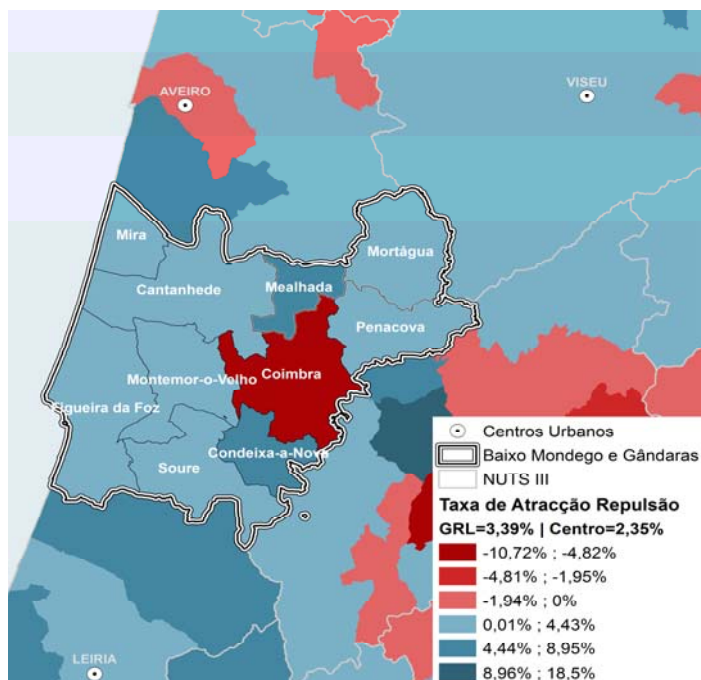 AVEIRO
VISEU
Mira
Mortágua
Cantanhede
Mealhada
Penacova
Coimbra
Montemor-o-Velho
Figueira da Foz
Condeixa-a-Nova
Soure
LEIRIA
Centros Urbanos
Baixo Mondego e Gândaras
NUTS III
Taxa de Atracção Repulsão
GRL=3,39% | Centro=2,35%
-10,72% ; -4,82%
-4,81% ; -1,95%
-1,94% ; 0%
0,01% ; 4,43%
4,44% ; 8,95%
8,96% ; 18,5%